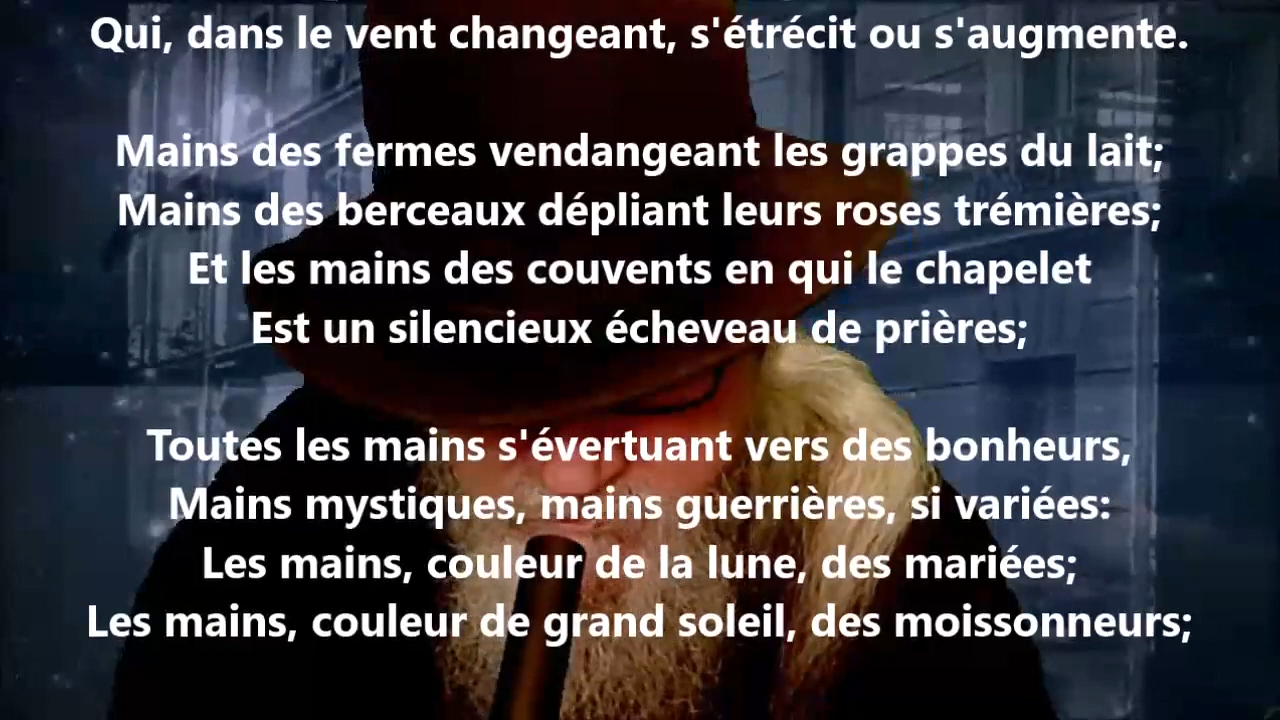 Qui, dans le vent changeant, s'étrécit ou s'augmente.
Mains des fermes vendangeant les grappes du lait;
Mains des berceaux dépliant leurs roses trémières;
Et les mains des couvents en qui le chapelet
Est un silencieux écheveau de prières;
Toutes les mains s'évertuant vers des bonheurs,
Mains mystiques, mains guerrières, si variées:
Les mains, couleur de la lune, des mariées;
Les mains, couleur de grand soleil, des moissonneurs;